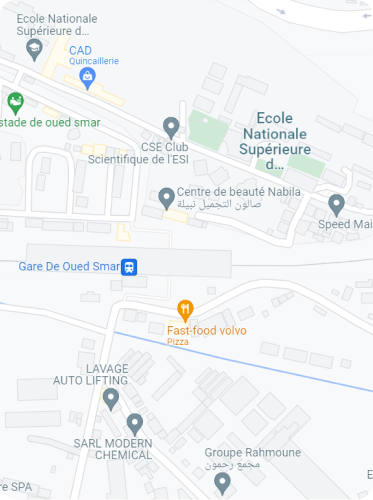 Ecole Nationale
Supérieure d...
CAD
Quincaillerie
stade de oued smar
Ecole
Nationale
Supérieure
d...
CSE Club
Scientifique de l'ESI
Centre de beauté Nabila
صالون التجميل نبيلة
Speed Mai
Gare De Oued Smar
Fast-food volvo
Pizza
LAVAGE
AUTO LIFTING
SARL MODERN
CHEMICAL
Groupe Rahmoune
مجمع رحمون
re SPA
E